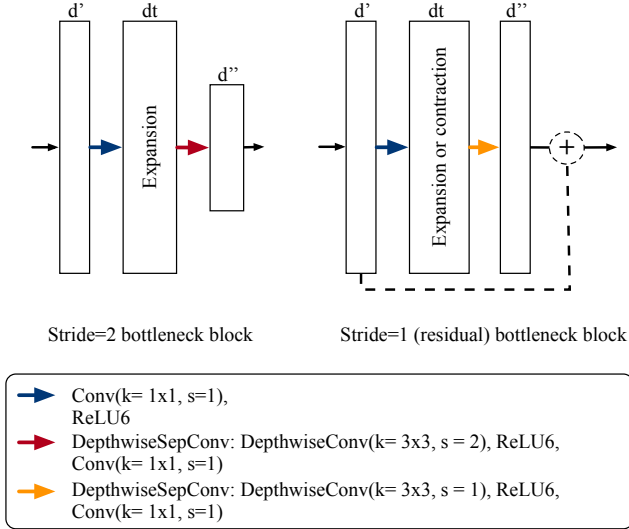 d’ dt
d’’
Expansion
Stride=2 bottleneck block
d’ dt d’’
Expansion or contraction
+
Stride=1 (residual) bottleneck block
Conv(k= 1x1, s=1),
ReLU6
DepthwiseSepConv: DepthwiseConv(k= 3x3, s = 2), ReLU6,
Conv(k= 1x1, s=1)
DepthwiseSepConv: DepthwiseConv(k= 3x3, s = 1), ReLU6,
Conv(k= 1x1, s=1)